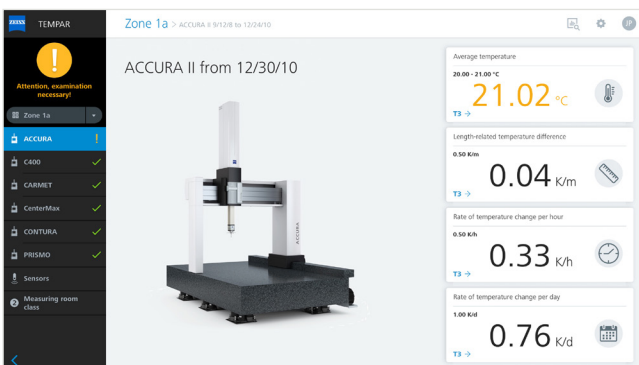 ZEISS
TEMPAR
Zone 1a > ACCURA II 9/12/8 to 12/24/10
JP
Attention, examination
necessary!
Zone 1a
ACCURA
C400
CARMET
CenterMax
CONTURA
PRISMO
Sensors
2 Measuring room
class
ACCURA II from 12/30/10
ACCURA
Average temperature
20.00 - 21.00 °C
21.02 °C
T3 →
Length-related temperature difference
0.50 K/m
0.04 K/m
T3 →
Rate of temperature change per hour
0.50 K/h
0.33 K/h
T3 →
Rate of temperature change per day
1.00 K/d
0.76 K/d
T3 →